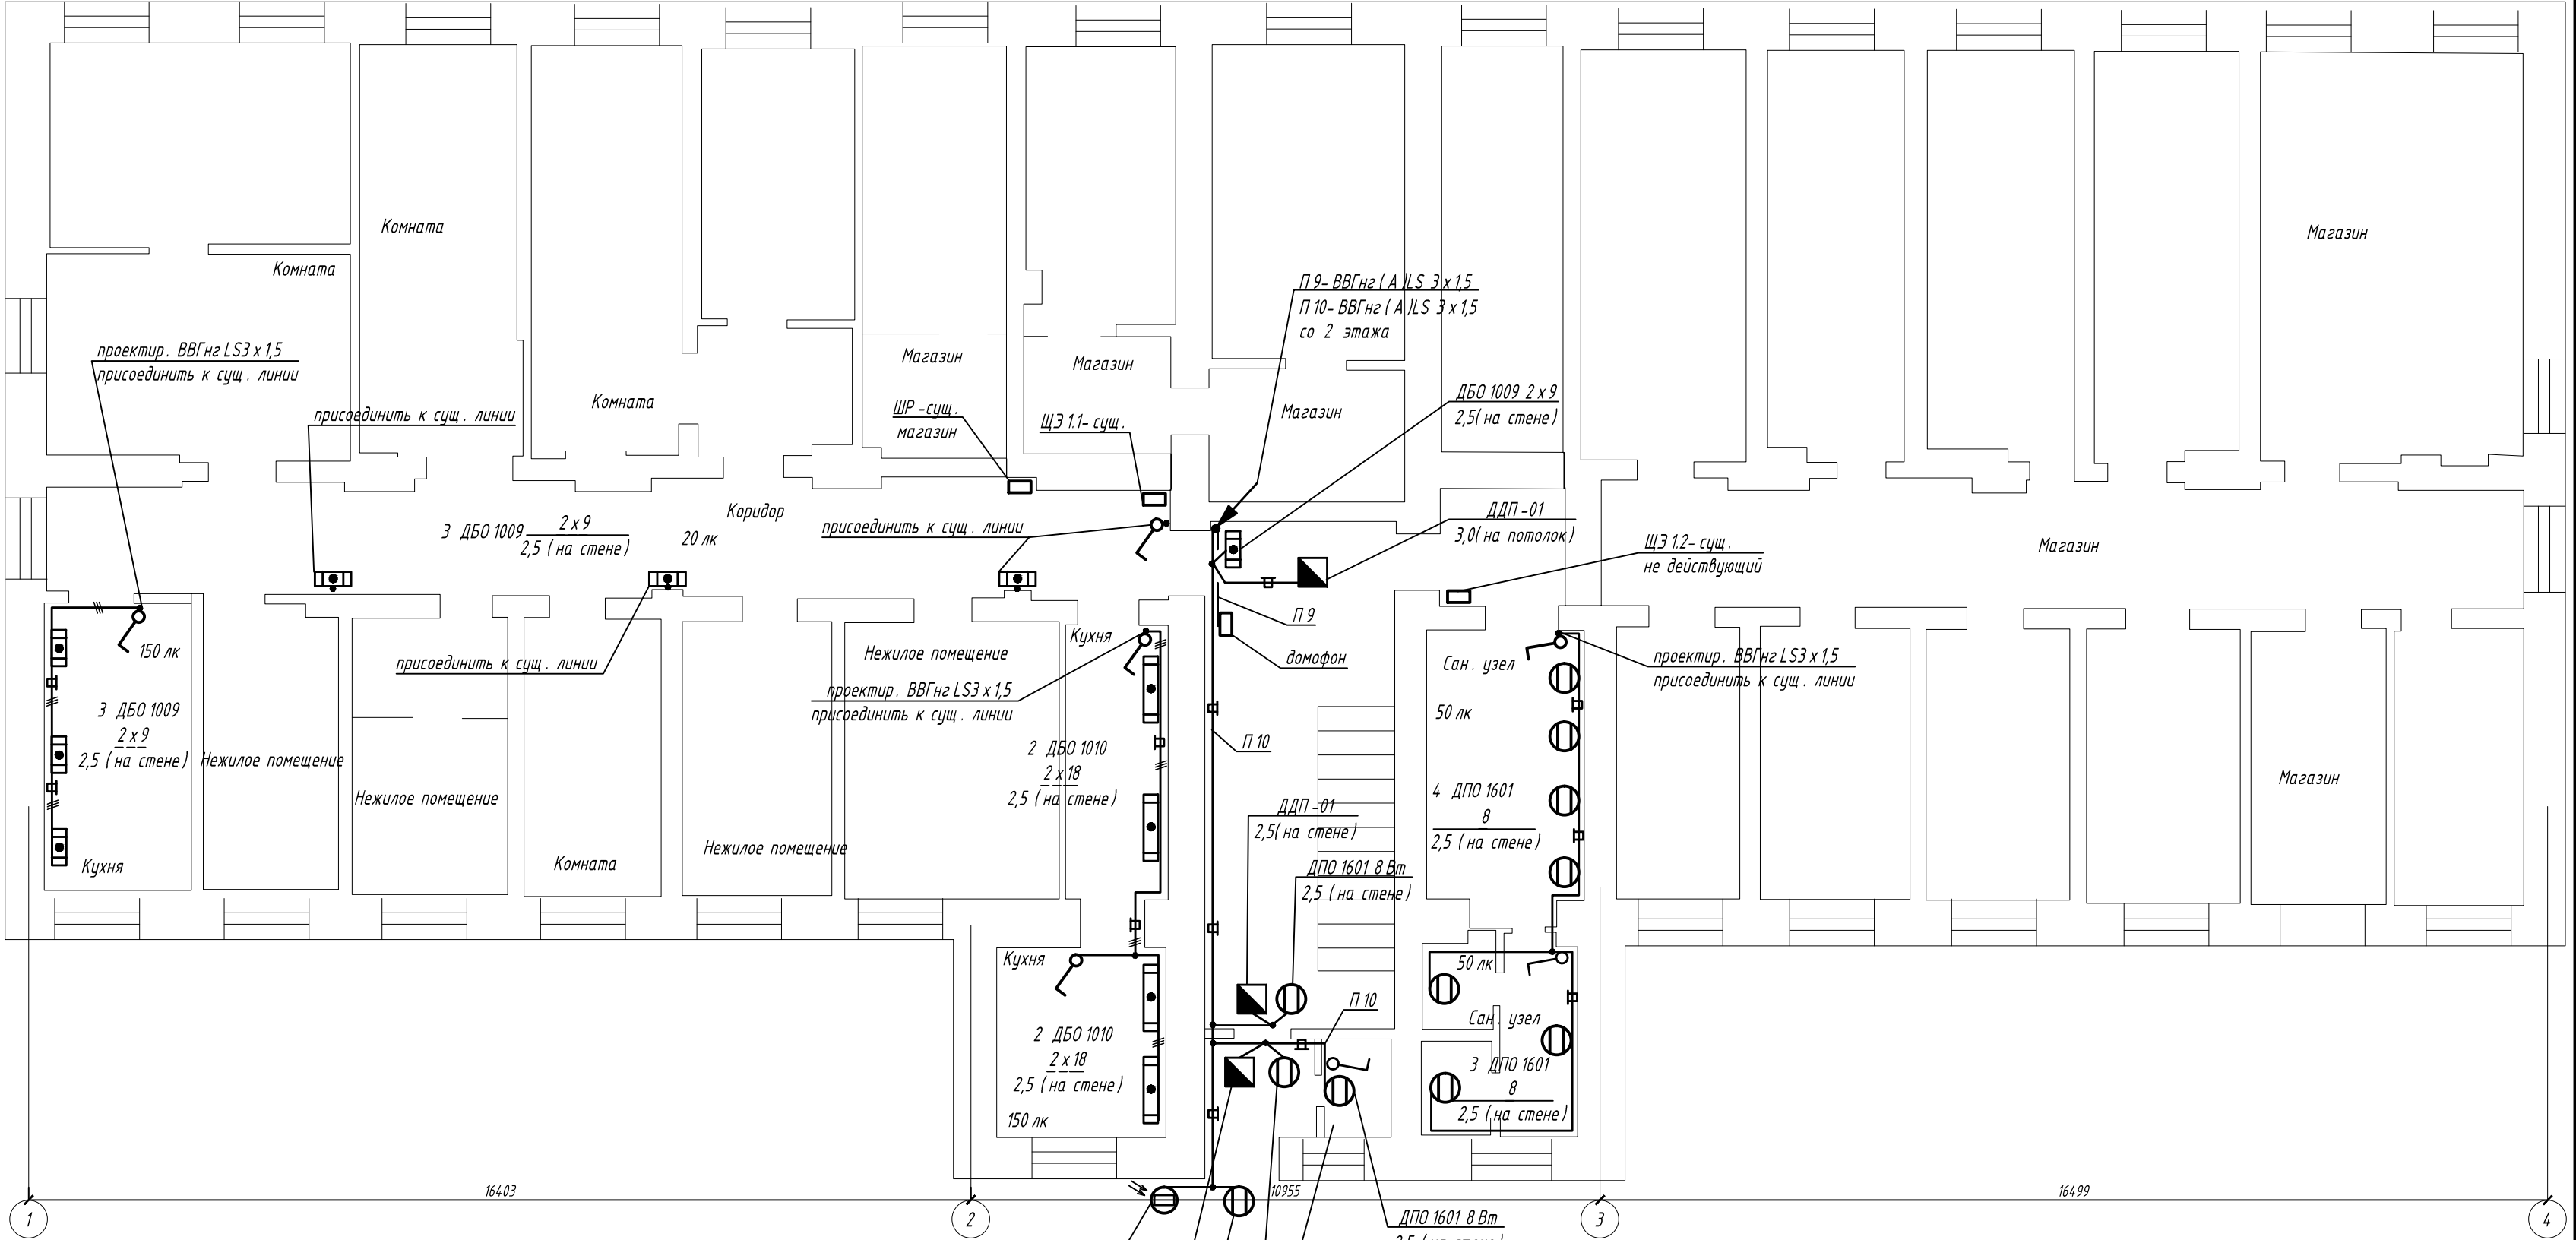 Комната
Комната
Комната
Магазин
Магазин
Магазин
Магазин
П 9- ВВГнг ( А )LS 3 х 1,5
П 10- ВВГнг ( А )LS 3 х 1,5
со 2 этажа
проектир. ВВГнг LS3 х 1,5
присоединить к сущ. линии
присоединить к сущ. линии
ШР -сущ.
магазин
ЩЭ 1.1- сущ.
ДБО 1009 2 х 9
2,5( на стене)
Коридор
3 ДБО 1009
2 х 9
2,5 ( на стене)
20 лк
присоединить к сущ. линии
ДДП -01
3,0( на потолок)
ЩЭ 1.2- сущ.
не действующий
Магазин
П 9
домофон
150 лк
3 ДБО 1009
2 х 9
2,5 ( на стене)
Кухня
Нежилое помещение
Нежилое помещение
присоединить к сущ. линии
Комната
Нежилое помещение
Нежилое помещение
Кухня
проектир. ВВГнг LS3 х 1,5
присоединить к сущ. линии
2 ДБО 1010
2 х 18
2,5 ( на стене)
П 10
Сан. узел
50 лк
проектир. ВВГнг LS3 х 1,5
присоединить к сущ. линии
4 ДПО 1601
8
2,5 ( на стене)
Магазин
ДДП -01
2,5( на стене)
ДПО 1601 8 Вт
2,5 ( на стене)
Кухня
2 ДБО 1010
2 х 18
2,5 ( на стене)
150 лк
П 10
50 лк
Сан. узел
3 ДПО 1601
8
2,5 ( на стене)
16403
10955
16499
1
2
3
4
ДПО 1601 8 Вт
2,5 ( на стене)